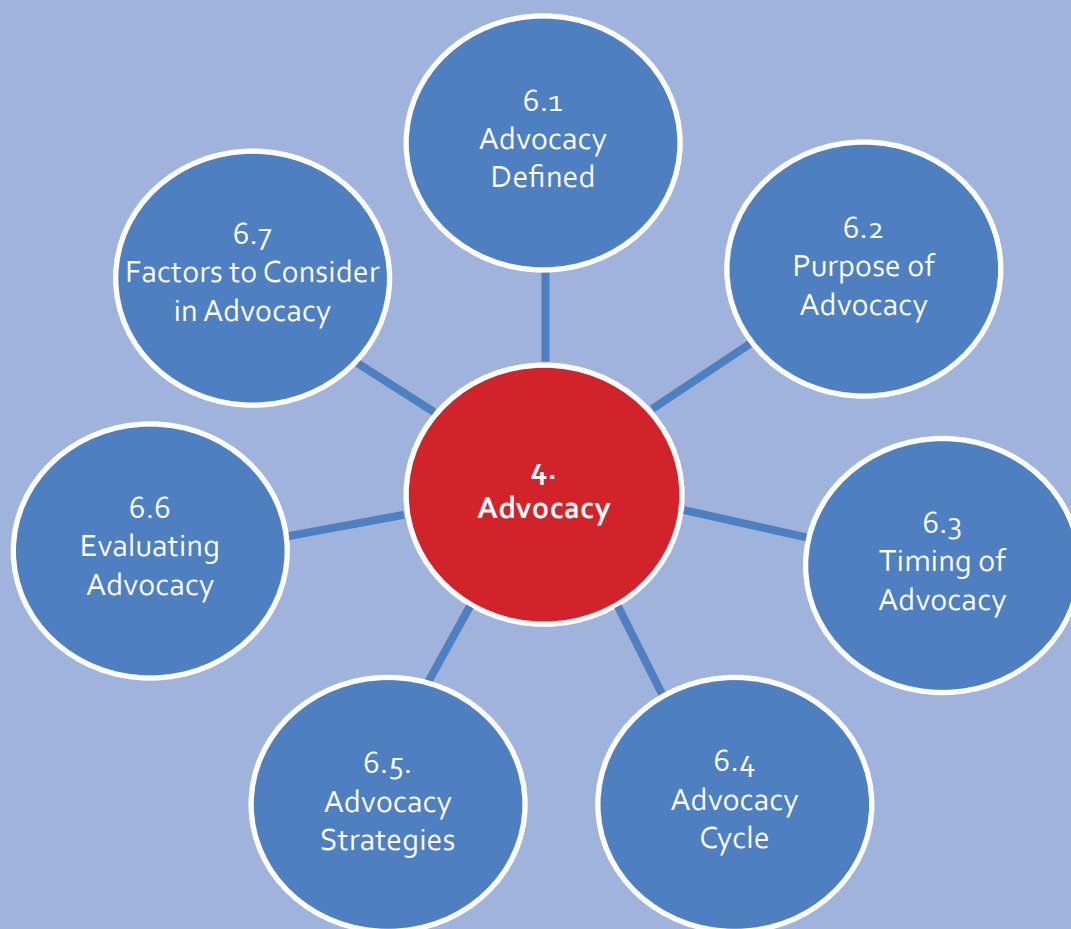 6.1
Advocacy
Defined
6.2
Purpose of
Advocacy
6.3
Timing of
Advocacy
6.4
Advocacy
Cycle
6.5.
Advocacy
Strategies
6.6
Evaluating
Advocacy
6.7
Factors to Consider
in Advocacy
4.
Advocacy